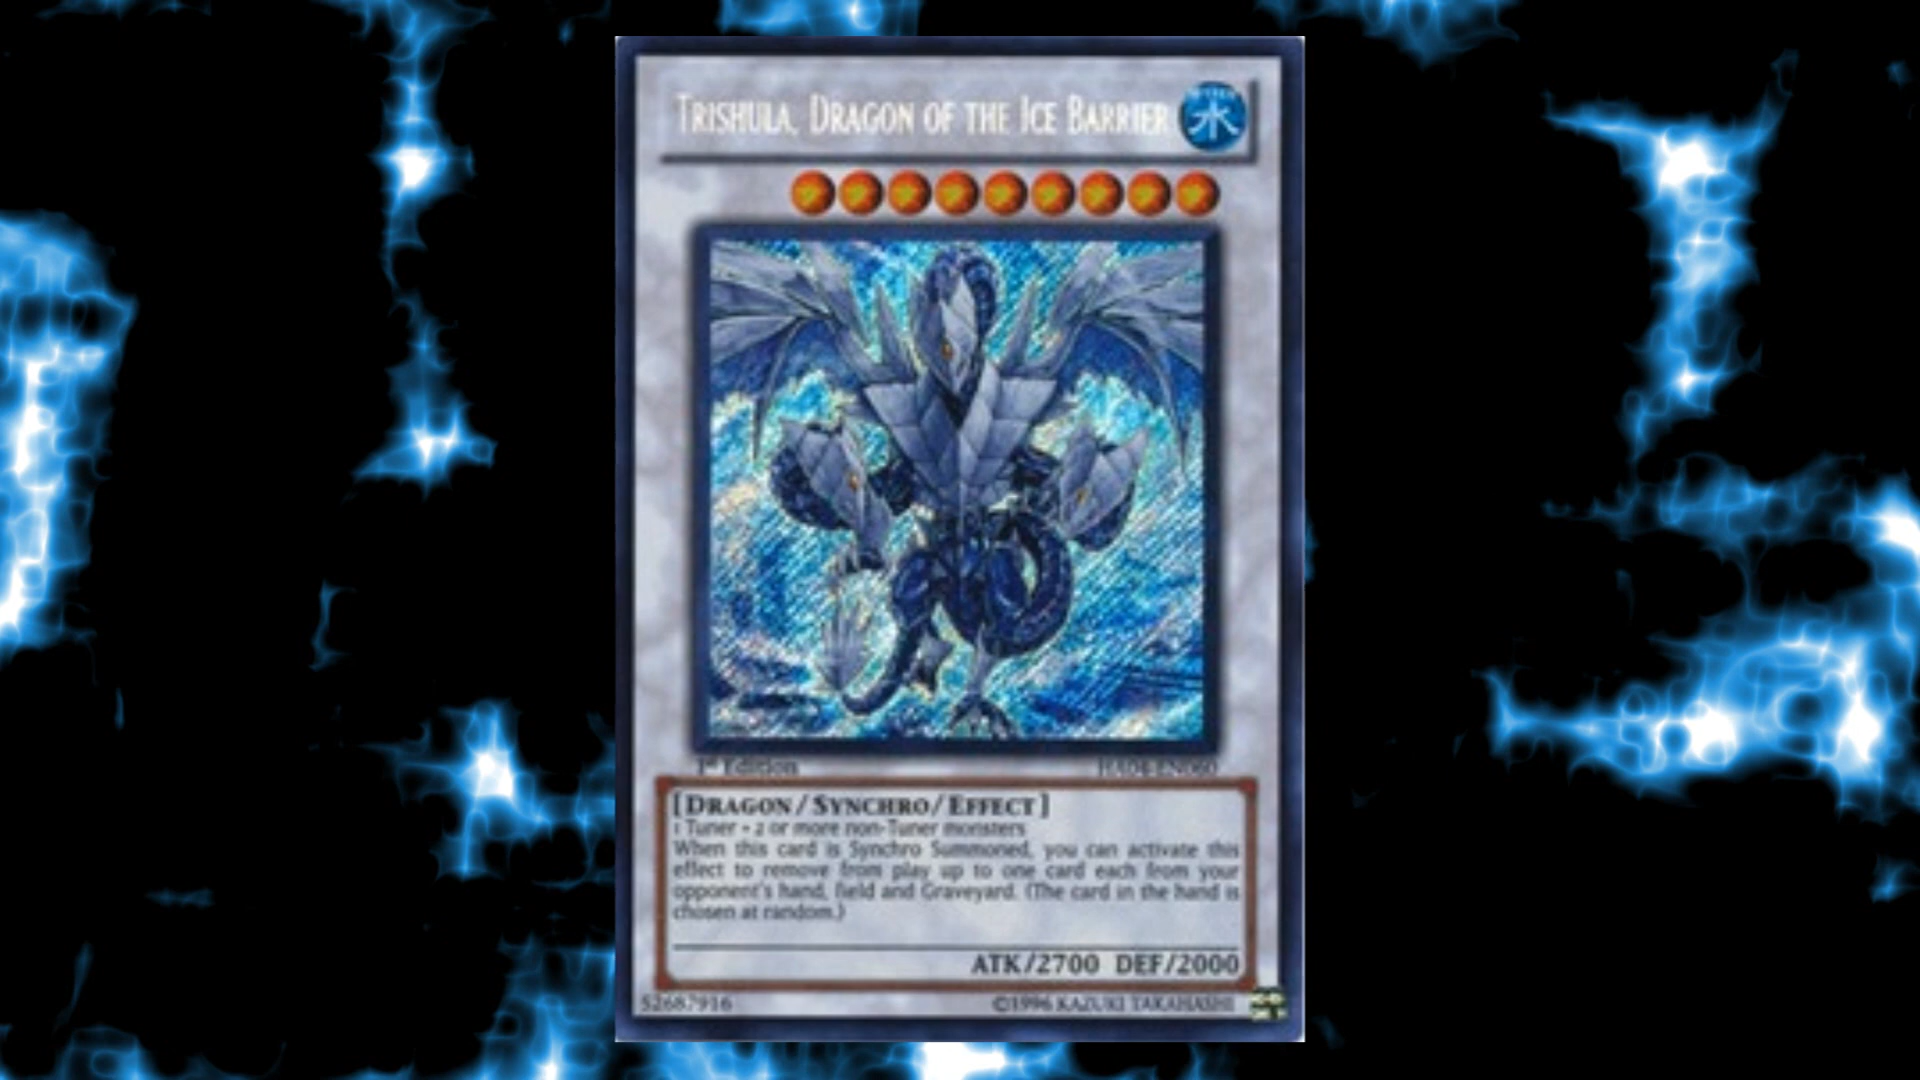 TRISHULA, DRAGON OF THE ICE BARRIER
水
1st Edition
HA04-EN060
[DRAGON/SYNCHRO/EFFECT]
1 Tuner + 2 or more non-Tuner monsters
When this card is Synchro Summoned, you can activate this
effect to remove from play up to one card each from your
opponent's hand, field and Graveyard. (The card in the hand is
chosen at random.)
ATK/2700 DEF/2000
52687916
©1996 KAZUKI TAKAHASHI